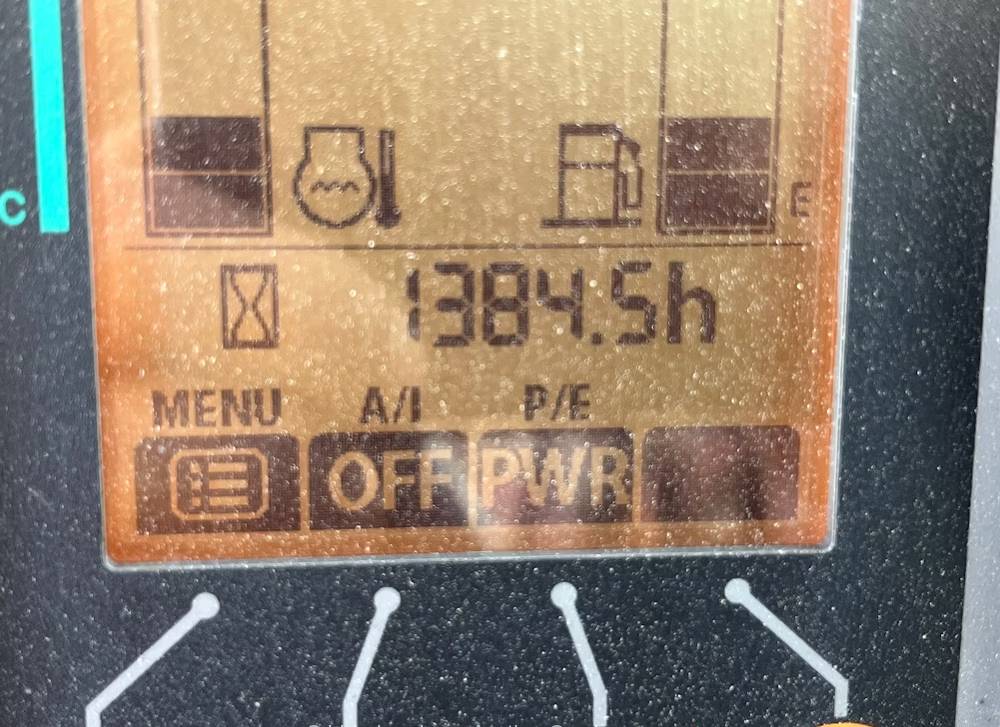 C
E
1384.5h
MENU A/I P/E
OFF PWR